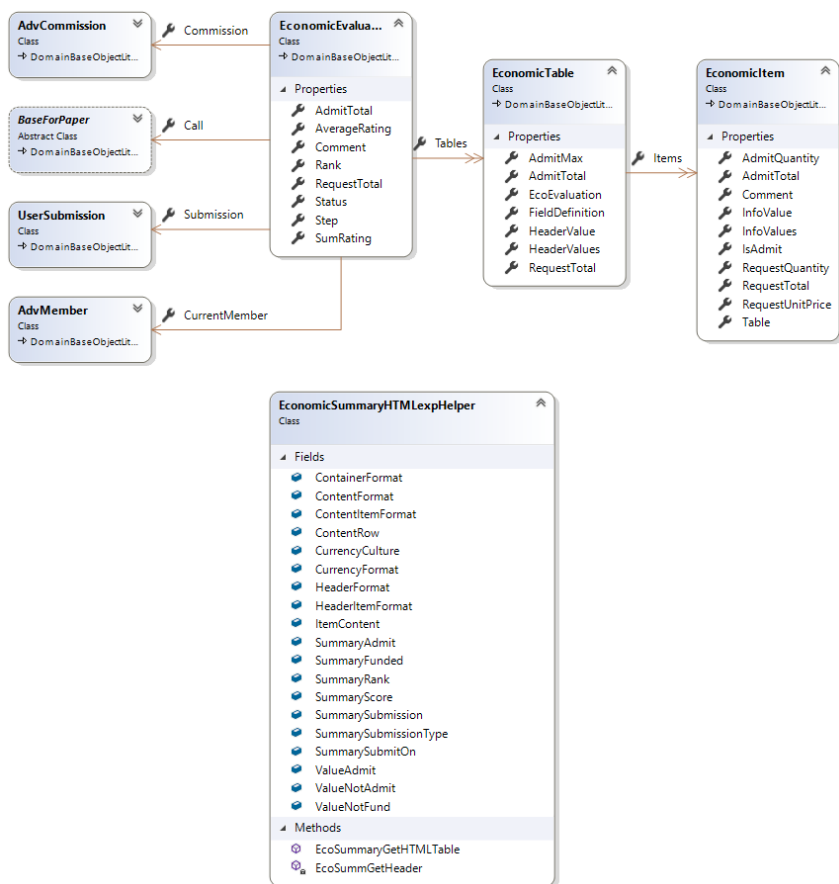 AdvCommission
Class
DomainBaseObjectLit...
Commission
BaseForPaper
Abstract Class
DomainBaseObjectLit...
Call
UserSubmission
Class
DomainBaseObjectLit...
Submission
AdvMember
Class
DomainBaseObjectLit...
CurrentMember
EconomicEvalua...
Class
DomainBaseObjectLit...
Properties
AdmitTotal
AverageRating
Comment
Rank
RequestTotal
Status
Step
SumRating
Tables
EconomicTable
Class
DomainBaseObjectLit...
Properties
AdmitMax
AdmitTotal
EcoEvaluation
FieldDefinition
HeaderValue
HeaderValues
RequestTotal
Items
EconomicItem
Class
DomainBaseObjectLit...
Properties
AdmitQuantity
AdmitTotal
Comment
InfoValue
InfoValues
IsAdmit
RequestQuantity
RequestTotal
RequestUnitPrice
Table
EconomicSummaryHTMLexpHelper
Class
Fields
ContainerFormat
ContentFormat
ContentItemFormat
ContentRow
CurrencyCulture
CurrencyFormat
HeaderFormat
HeaderItemFormat
ItemContent
SummaryAdmit
SummaryFunded
SummaryRank
SummaryScore
SummarySubmission
SummarySubmissionType
SummarySubmitOn
ValueAdmit
ValueNotAdmit
ValueNotFund
Methods
EcoSummaryGetHTMLTable
EcoSummGetHeader